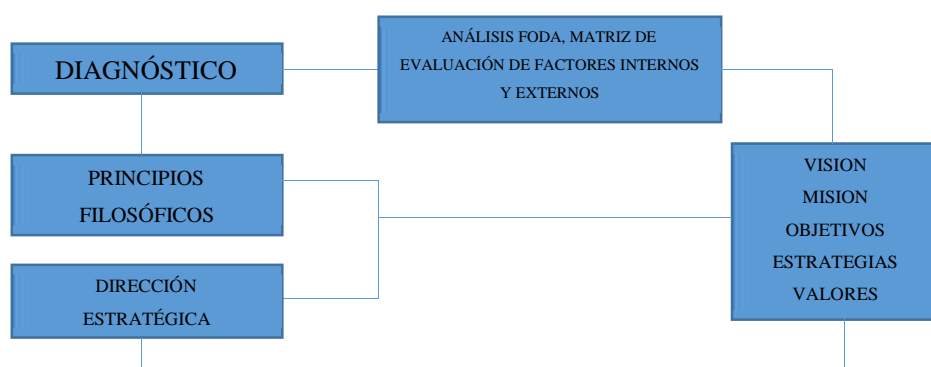 DIAGNÓSTICO
ANÁLISIS FODA, MATRIZ DE
EVALUACIÓN DE FACTORES INTERNOS
Y EXTERNOS
PRINCIPIOS
FILOSÓFICOS
VISION
MISION
OBJETIVOS
ESTRATEGIAS
VALORES
DIRECCIÓN
ESTRATÉGICA